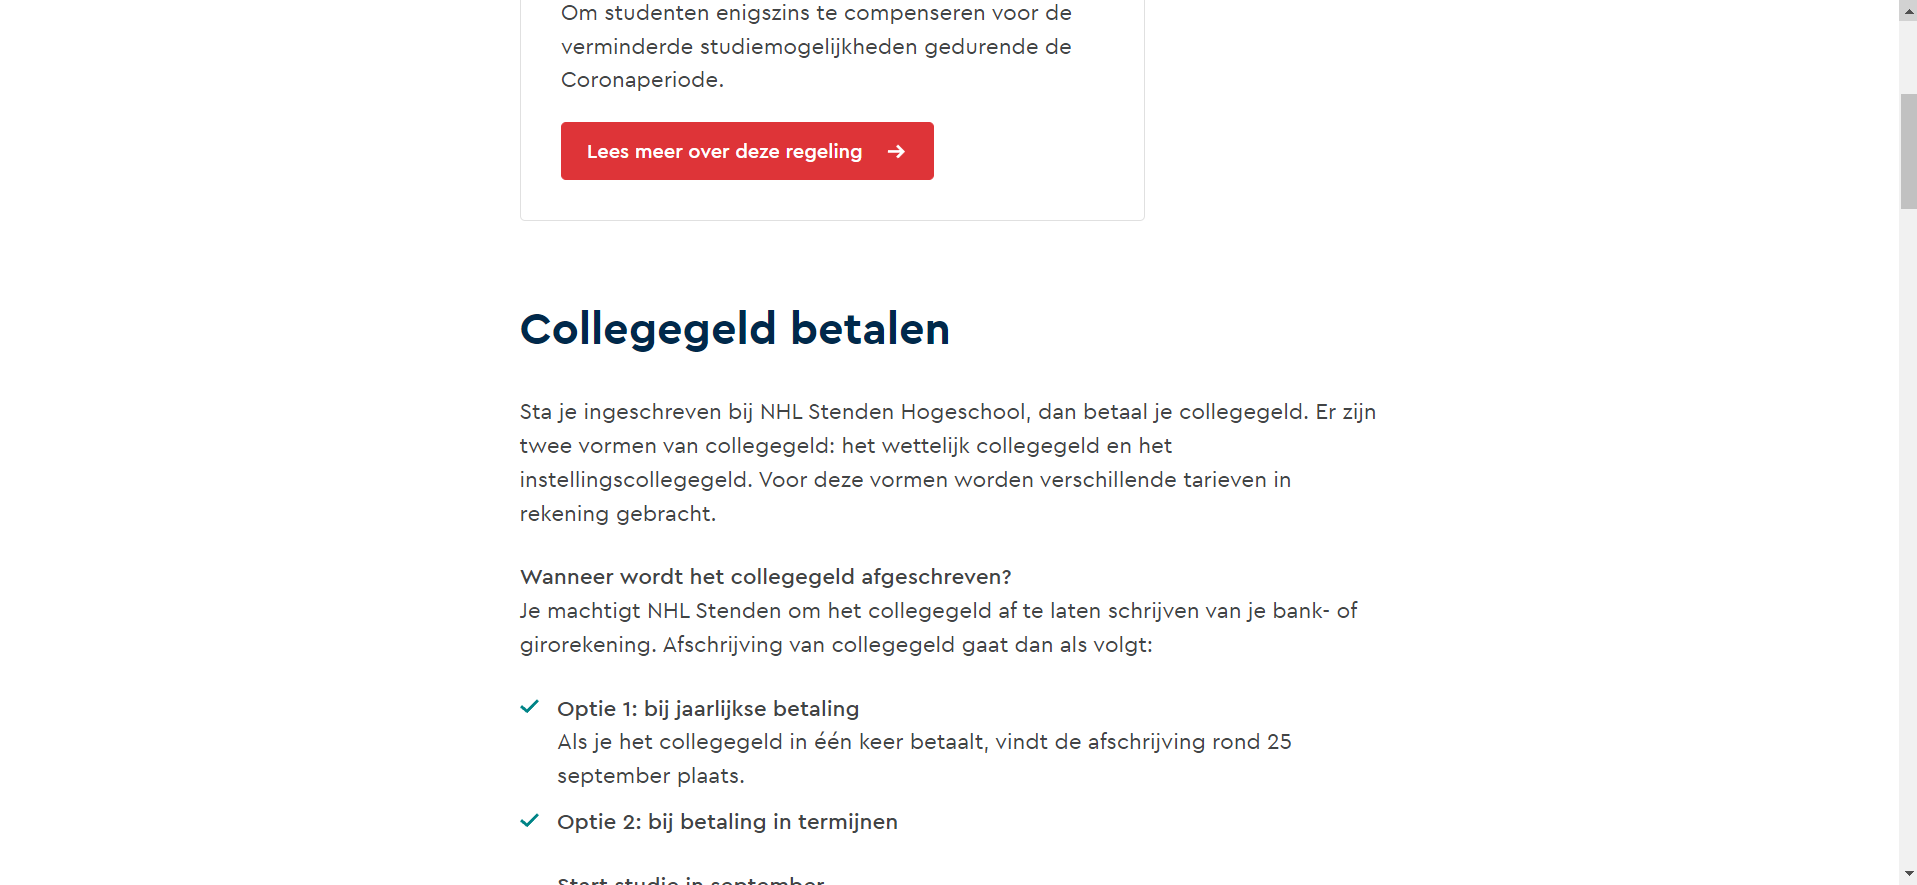 Om studenten enigszins te compenseren voor de
verminderde studiemogelijkheden gedurende de
Coronaperiode.
Lees meer over deze regeling
Collegegeld betalen
Sta je ingeschreven bij NHL Stenden Hogeschool, dan betaal je collegegeld. Er zijn
twee vormen van collegegeld: het wettelijk collegegeld en het
instellingscollegegeld. Voor deze vormen worden verschillende tarieven in
rekening gebracht.
Wanneer wordt het collegegeld afgeschreven?
Je machtigt NHL Stenden om het collegegeld af te laten schrijven van je bank- of
girorekening. Afschrijving van collegegeld gaat dan als volgt:
Optie 1: bij jaarlijkse betaling
Als je het collegegeld in één keer betaalt, vindt de afschrijving rond 25
september plaats.
Optie 2: bij betaling in termijnen
Start studie in september